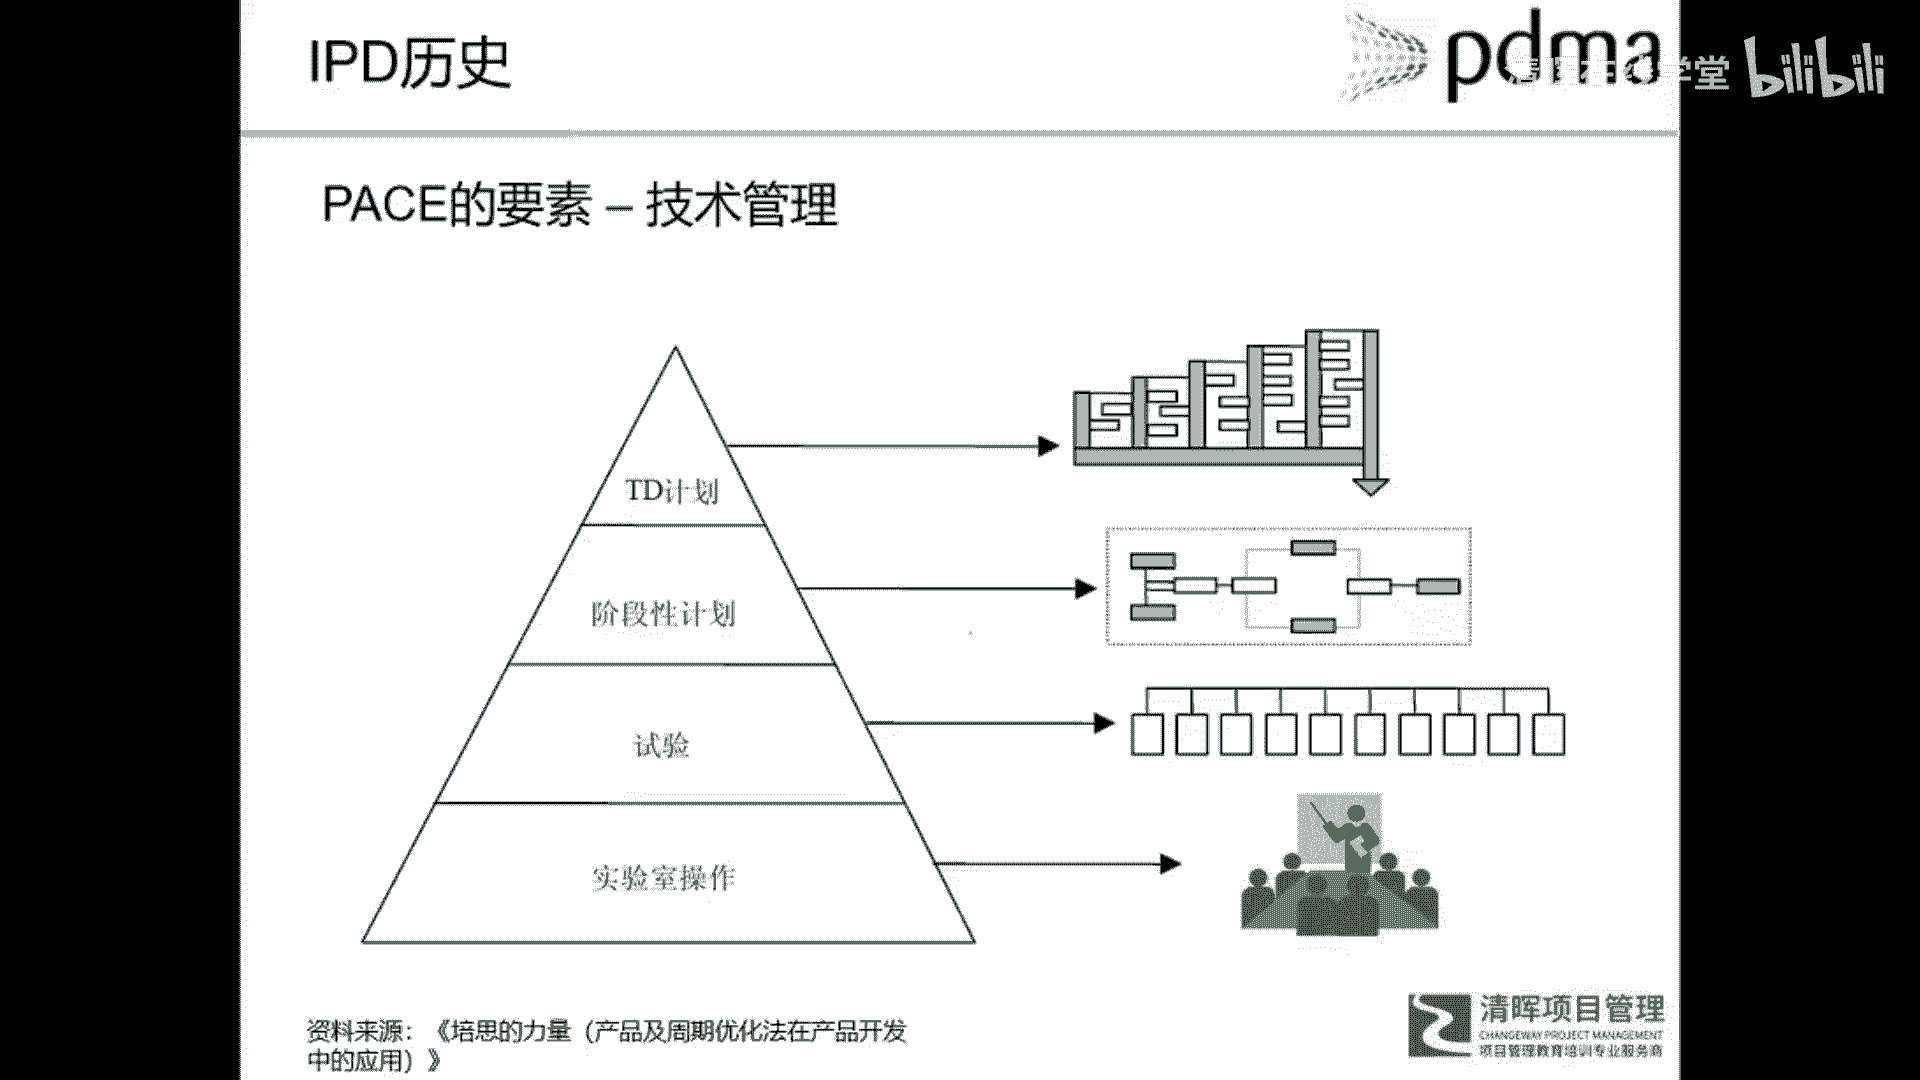 IPD历史
pdma
学堂
bilibili
PACE的要素 – 技术管理
TD计划
阶段性计划
试验
实验室操作
资料来源：《培思的力量（产品及周期优化法在产品开发
中的应用）》
清晖项目管理
CHANGEWAY PROJECT MANAGEMENT
项目管理教育培训专业服务商